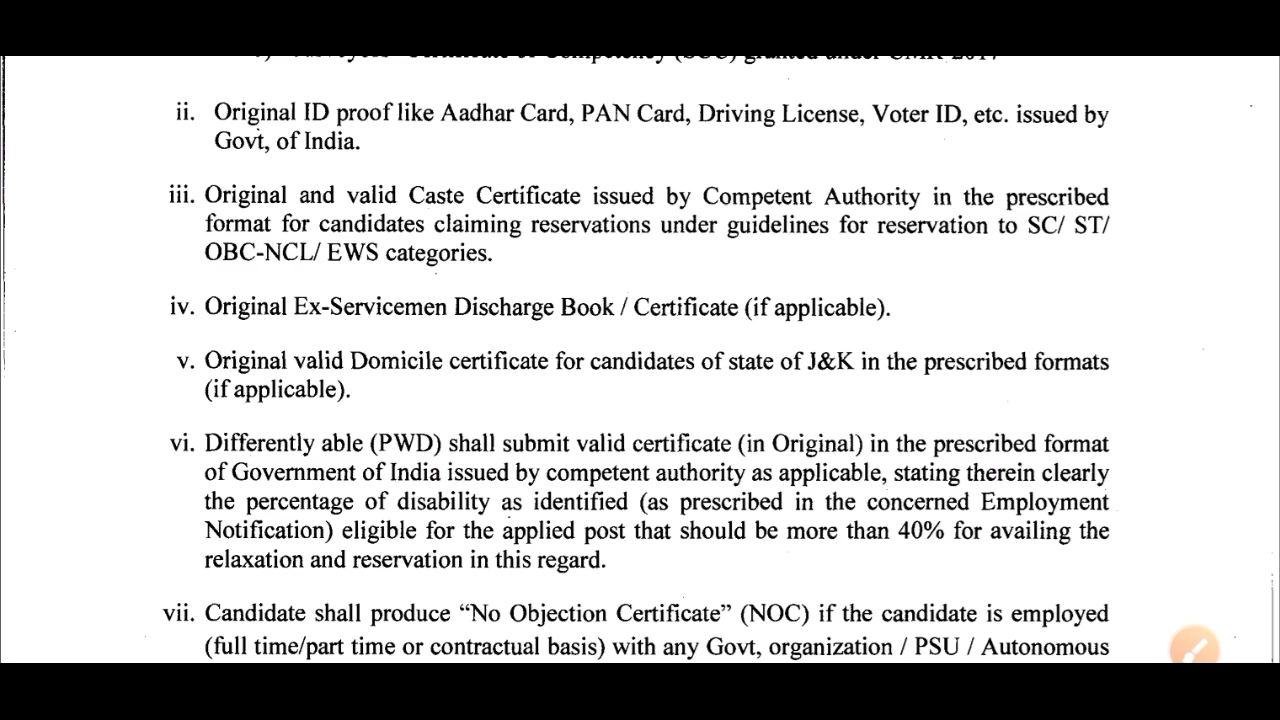 Certificate of Competency (SOC) granted under CMR 2017
ii. Original ID proof like Aadhar Card, PAN Card, Driving License, Voter ID, etc. issued by
Govt, of India.
iii. Original and valid Caste Certificate issued by Competent Authority in the prescribed
format for candidates claiming reservations under guidelines for reservation to SC/ ST/
OBC-NCL/ EWS categories.
iv. Original Ex-Servicemen Discharge Book / Certificate (if applicable).
v. Original valid Domicile certificate for candidates of state of J&K in the prescribed formats
(if applicable).
vi. Differently able (PWD) shall submit valid certificate (in Original) in the prescribed format
of Government of India issued by competent authority as applicable, stating therein clearly
the percentage of disability as identified (as prescribed in the concerned Employment
Notification) eligible for the applied post that should be more than 40% for availing the
relaxation and reservation in this regard.
vii. Candidate shall produce “No Objection Certificate” (NOC) if the candidate is employed
(full time/part time or contractual basis) with any Govt, organization / PSU / Autonomous